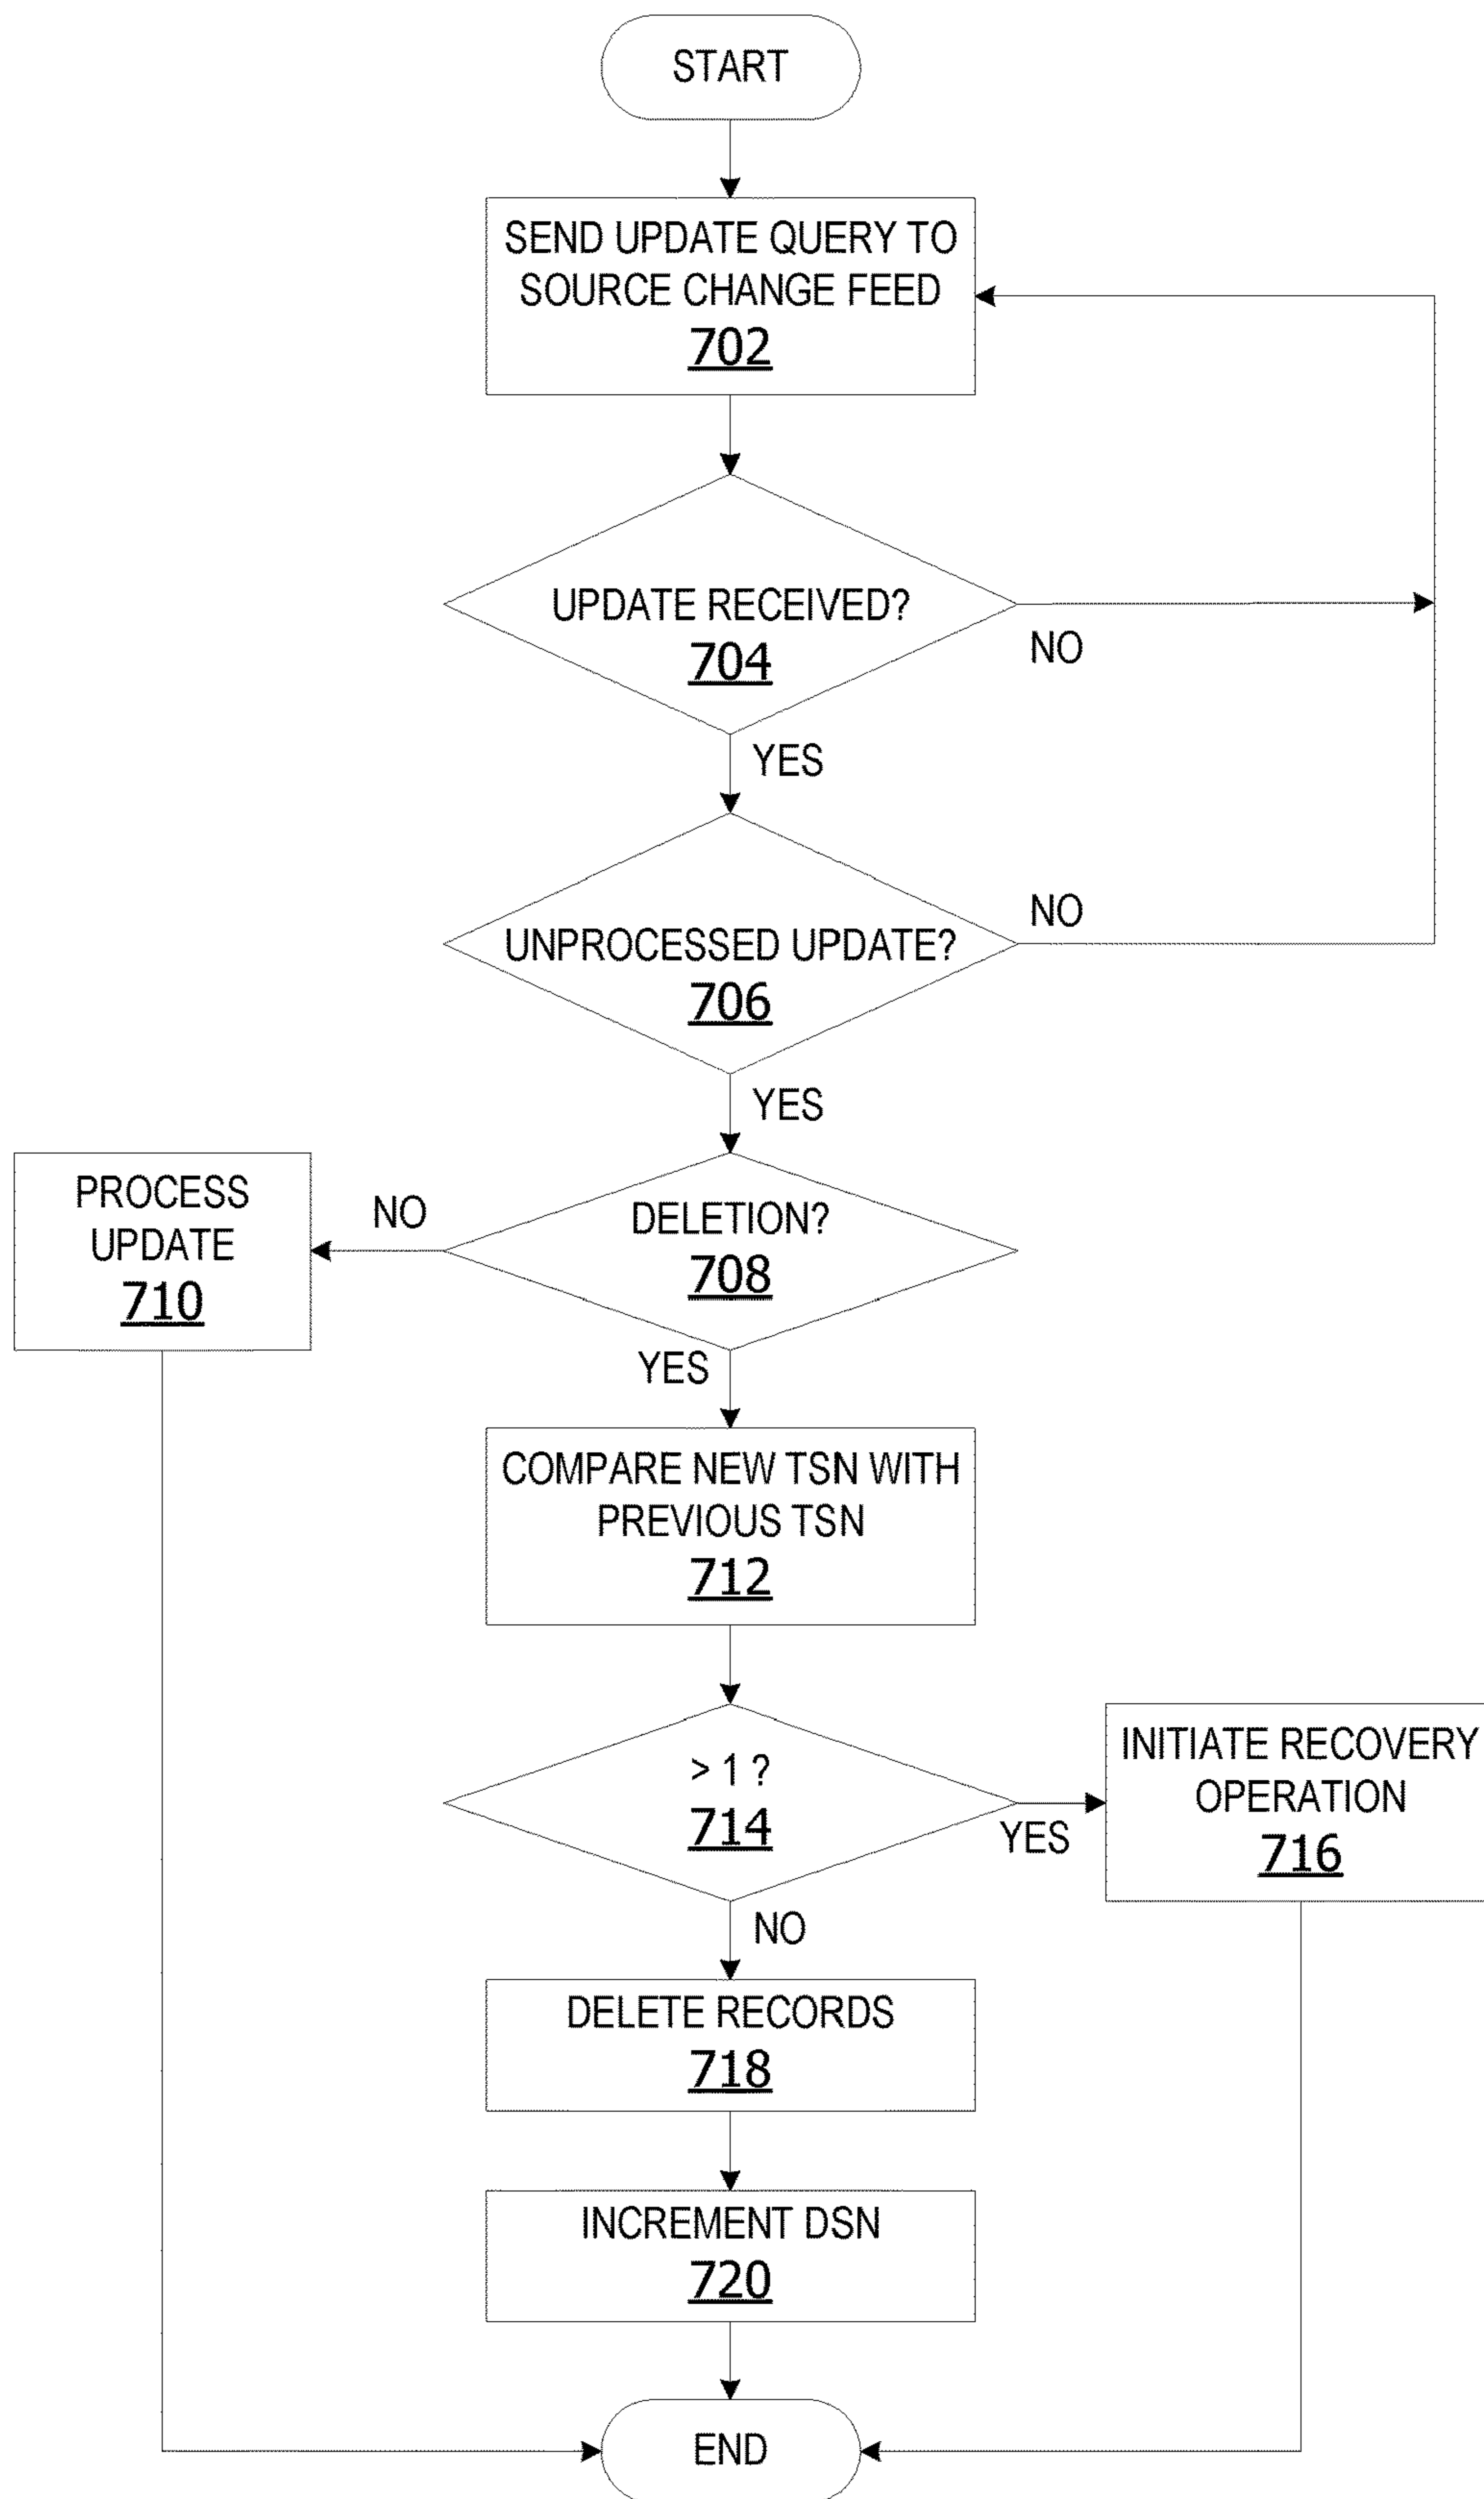 START
SEND UPDATE QUERY TO
SOURCE CHANGE FEED
702
UPDATE RECEIVED?
704
NO
YES
UNPROCESSED UPDATE?
706
NO
YES
DELETION?
708
NO
PROCESS
UPDATE
710
YES
COMPARE NEW TSN WITH
PREVIOUS TSN
712
> 1 ?
714
YES
INITIATE RECOVERY
OPERATION
716
NO
DELETE RECORDS
718
INCREMENT DSN
720
END